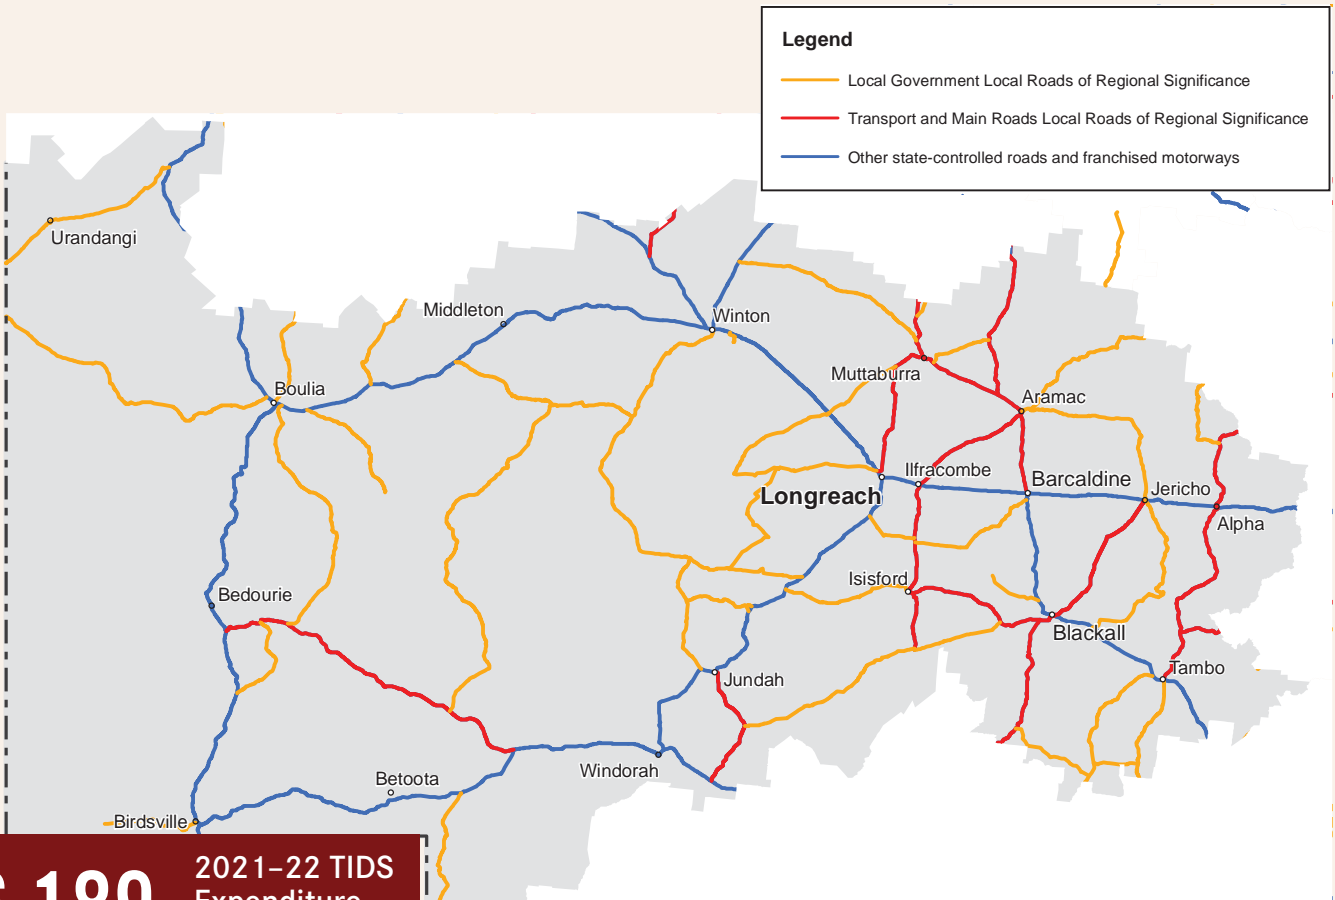 Legend
Local Government Local Roads of Regional Significance
Transport and Main Roads Local Roads of Regional Significance
Other state-controlled roads and franchised motorways
Urandangi
Middleton
Winton
Muttaburra
Boulia
Aramac
Ilfracombe
Barcaldine
Longreach
Jericho
Alpha
Isisford
Bedourie
Blackall
Tambo
Jundah
Windorah
Betoota
Birdsville
2021–22 TIDS
190
Expenditure